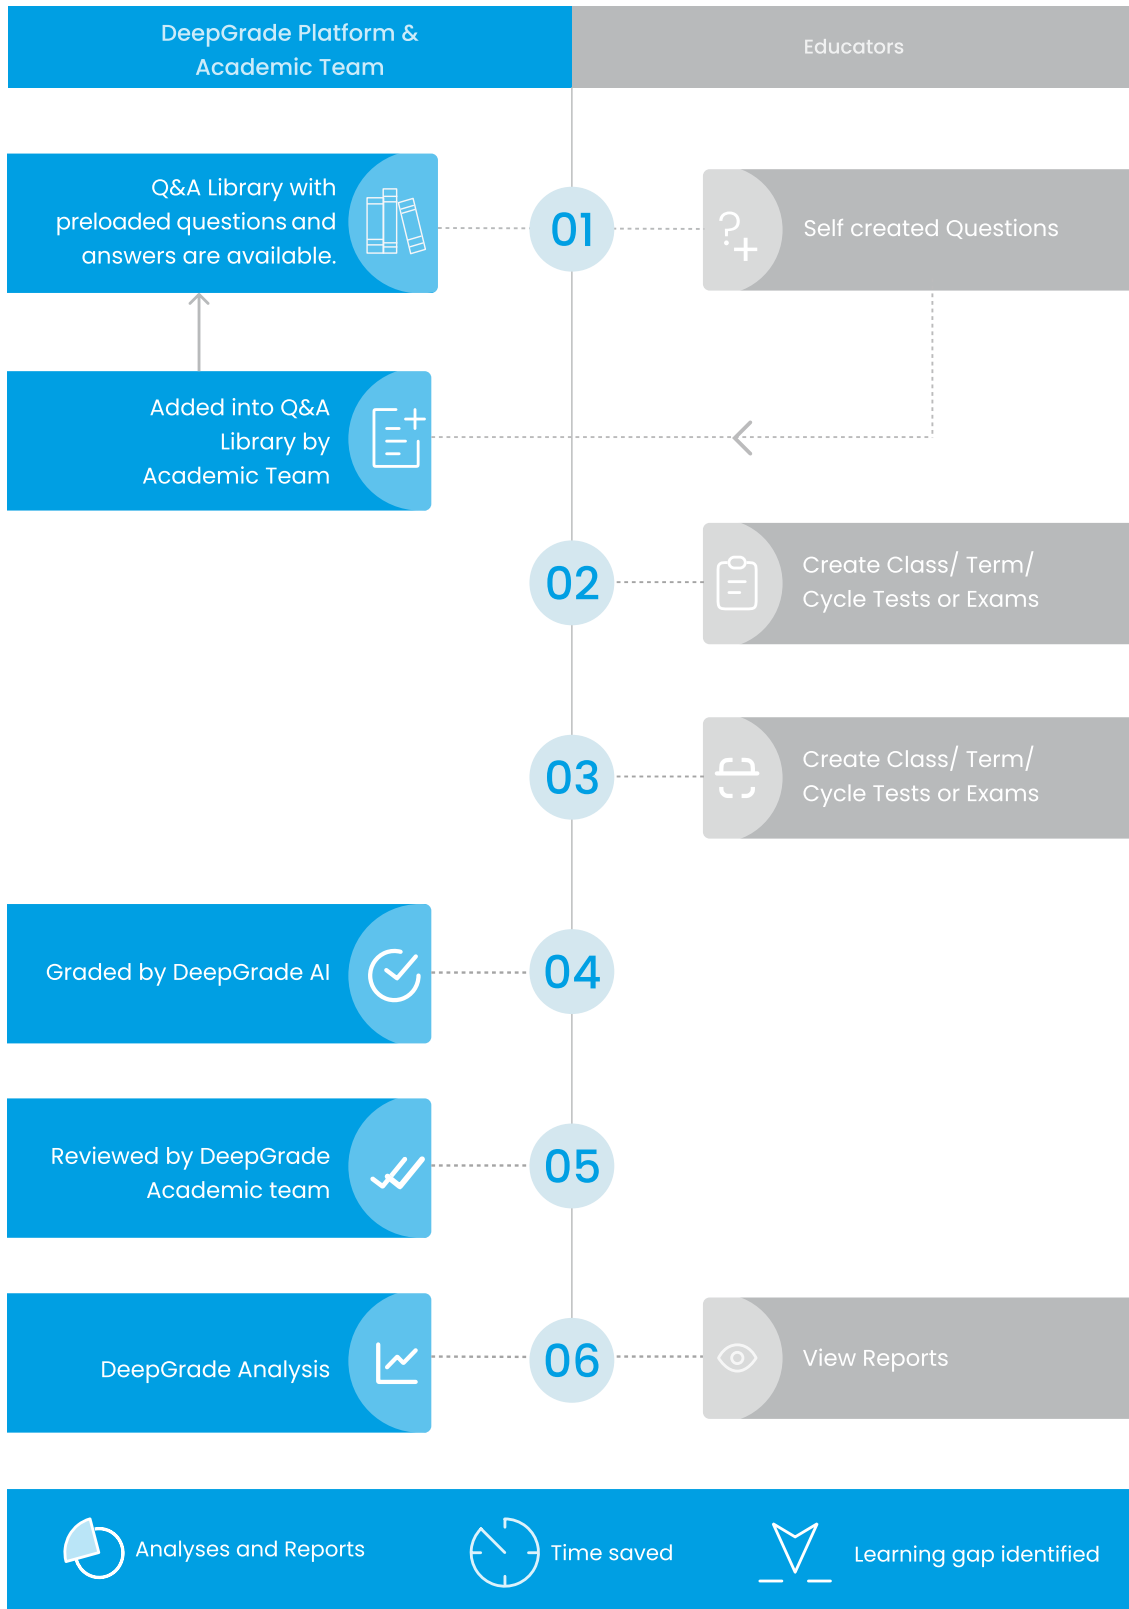 DeepGrade Platform &
Academic Team
Educators
Q&A Library with
preloaded questions and
answers are available.
01
Self created Questions
Added into Q&A
Library by
Academic Team
02
Create Class/ Term/
Cycle Tests or Exams
03
Create Class/ Term/
Cycle Tests or Exams
Graded by DeepGrade AI
04
Reviewed by DeepGrade
Academic team
05
DeepGrade Analysis
06
View Reports
Analyses and Reports
Time saved
Learning gap identified